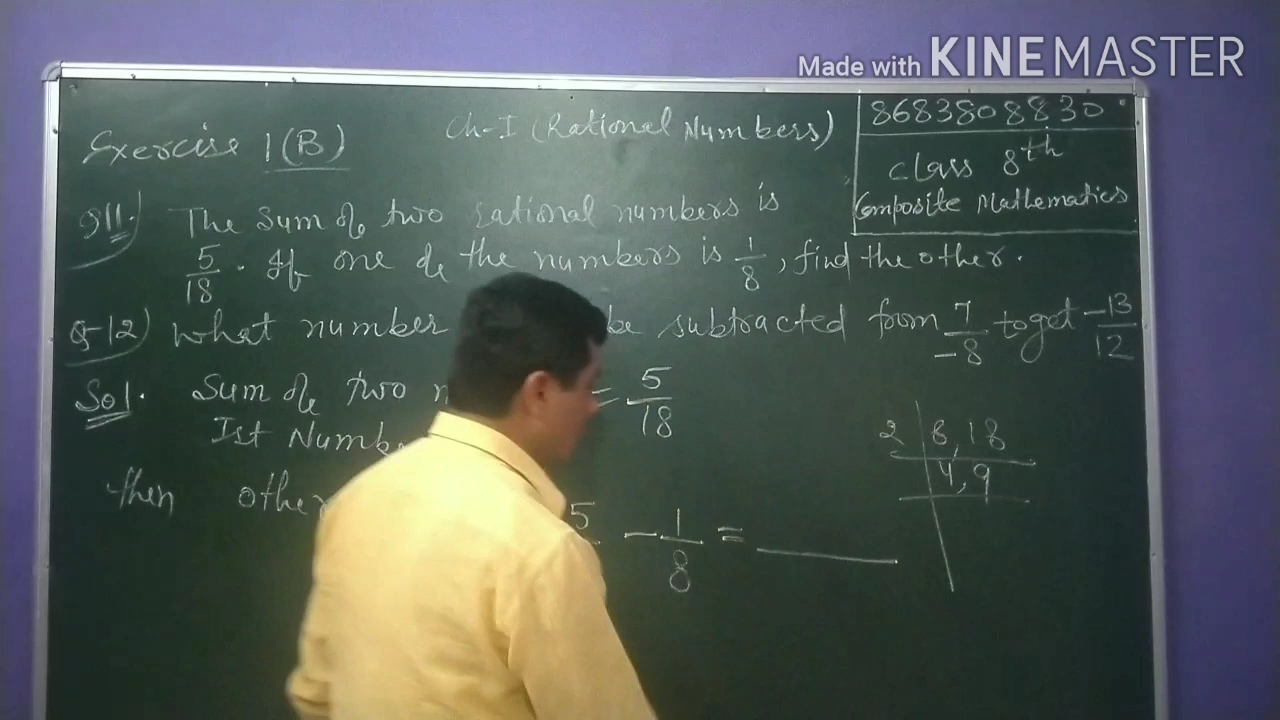 Made with KINEMASTER
8683808830
Ch-I (Rational Numbers)
Exercise 1(B)
class 8th
Composite Mathematics
Q11) The sum of two rational numbers is
5/18. If one of the numbers is 1/8, find the other.
Q-12) What number be subtracted from 7/-8 to get -13/12
Sol. Sum of two = 5/18
Ist Numbe
then other 5 - 1/8 =
2 | 8, 18
4, 9